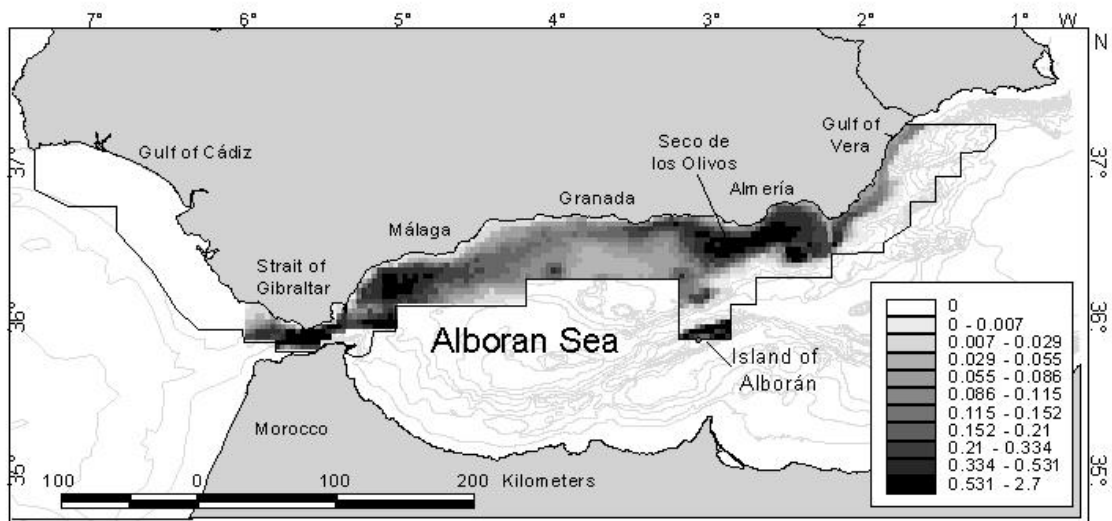 7° 6° 5° 4° 3° 2° 1° W
N
Gulf of Cádiz
Strait of
Gibraltar
Málaga
Granada
Seco de
los Olivos
Almería
Gulf of
Vera
37°
37°
36°
36°
35°
35°
Alboran Sea
Island of
Alborán
Morocco
100 0 100 200 Kilometers
0
0 - 0.007
0.007 - 0.029
0.029 - 0.055
0.055 - 0.086
0.086 - 0.115
0.115 - 0.152
0.152 - 0.21
0.21 - 0.334
0.334 - 0.531
0.531 - 2.7